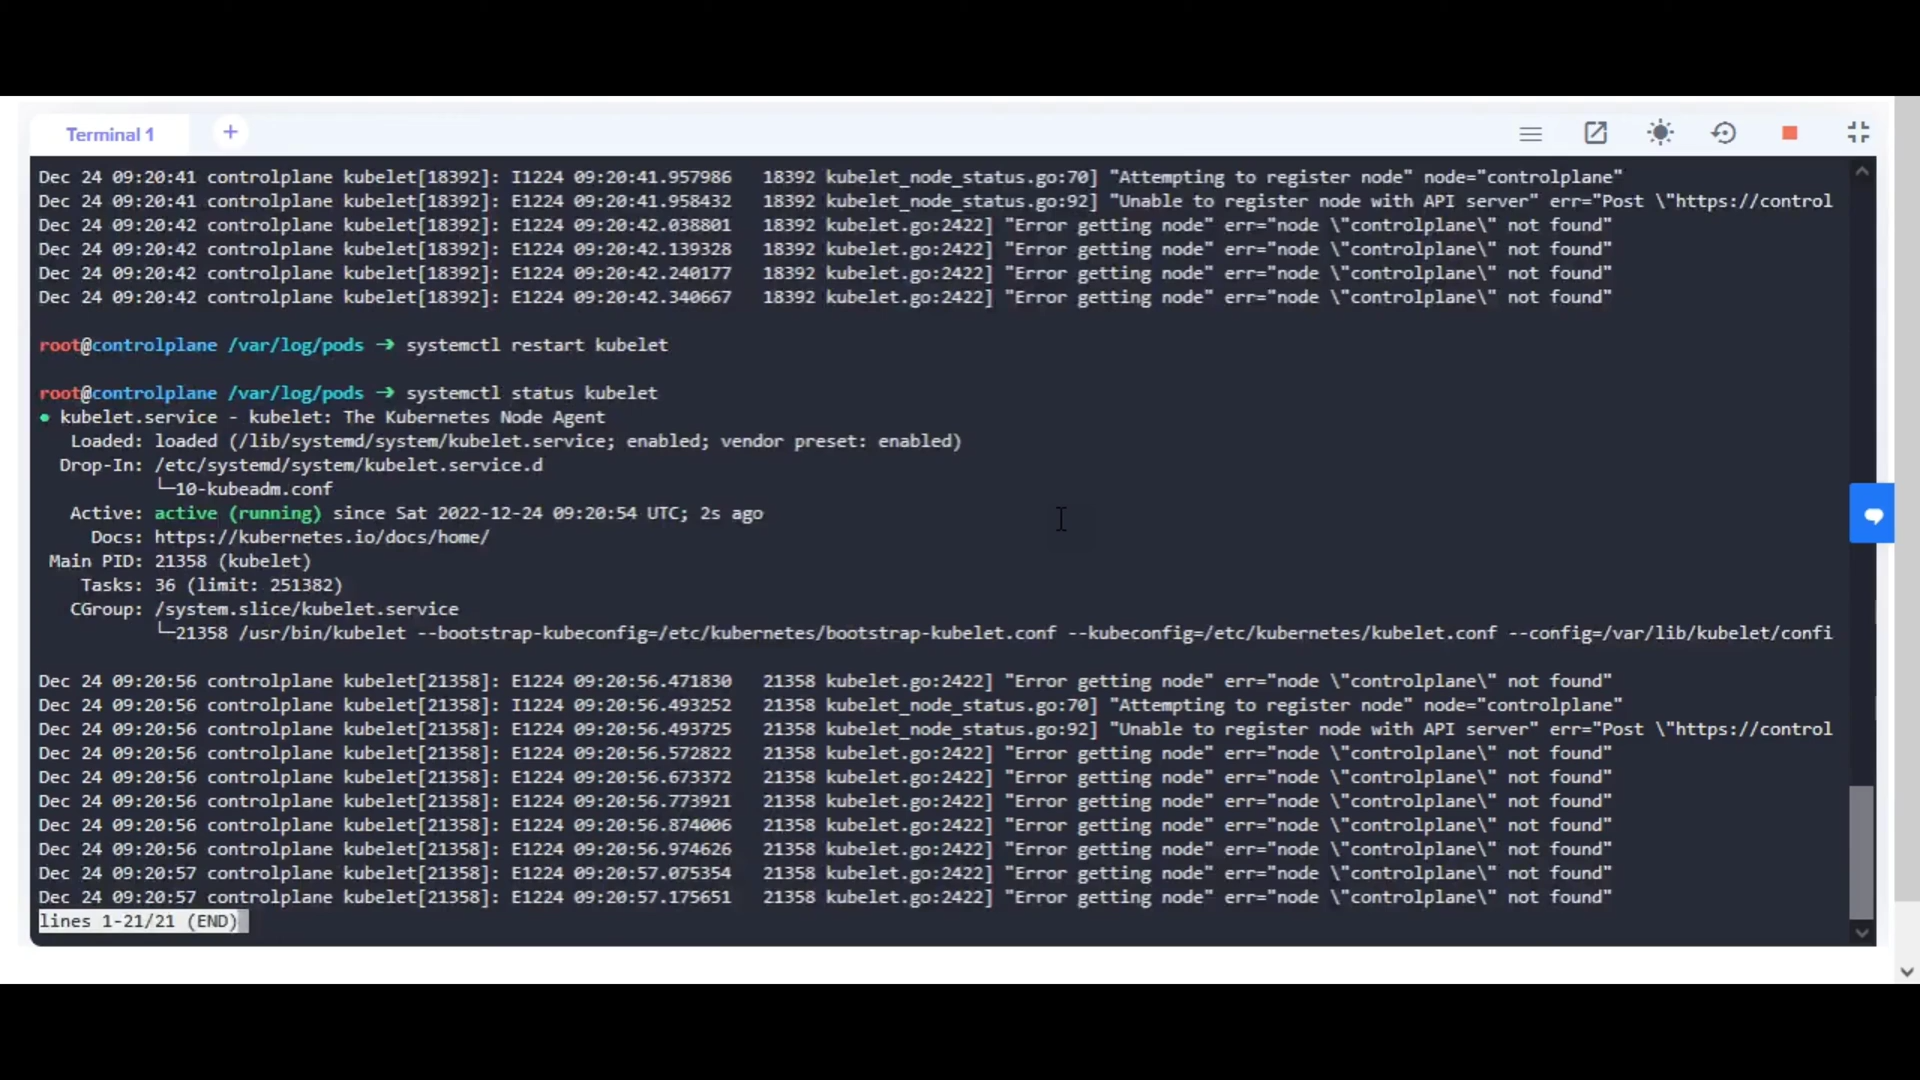 Terminal 1 +
Dec 24 09:20:41 controlplane kubelet[18392]: I1224 09:20:41.957986   18392 kubelet_node_status.go:70] "Attempting to register node" node="controlplane"
Dec 24 09:20:41 controlplane kubelet[18392]: E1224 09:20:41.958432   18392 kubelet_node_status.go:92] "Unable to register node with API server" err="Post \"https://control
Dec 24 09:20:42 controlplane kubelet[18392]: E1224 09:20:42.038801   18392 kubelet.go:2422] "Error getting node" err="node \"controlplane\" not found"
Dec 24 09:20:42 controlplane kubelet[18392]: E1224 09:20:42.139328   18392 kubelet.go:2422] "Error getting node" err="node \"controlplane\" not found"
Dec 24 09:20:42 controlplane kubelet[18392]: E1224 09:20:42.240177   18392 kubelet.go:2422] "Error getting node" err="node \"controlplane\" not found"
Dec 24 09:20:42 controlplane kubelet[18392]: E1224 09:20:42.340667   18392 kubelet.go:2422] "Error getting node" err="node \"controlplane\" not found"
root@controlplane /var/log/pods → systemctl restart kubelet
root@controlplane /var/log/pods → systemctl status kubelet
● kubelet.service - kubelet: The Kubernetes Node Agent
Loaded: loaded (/lib/systemd/system/kubelet.service; enabled; vendor preset: enabled)
Drop-In: /etc/systemd/system/kubelet.service.d
└─10-kubeadm.conf
Active: active (running) since Sat 2022-12-24 09:20:54 UTC; 2s ago
Docs: https://kubernetes.io/docs/home/
Main PID: 21358 (kubelet)
Tasks: 36 (limit: 251382)
CGroup: /system.slice/kubelet.service
└─21358 /usr/bin/kubelet --bootstrap-kubeconfig=/etc/kubernetes/bootstrap-kubelet.conf --kubeconfig=/etc/kubernetes/kubelet.conf --config=/var/lib/kubelet/confi
Dec 24 09:20:56 controlplane kubelet[21358]: E1224 09:20:56.471830   21358 kubelet.go:2422] "Error getting node" err="node \"controlplane\" not found"
Dec 24 09:20:56 controlplane kubelet[21358]: I1224 09:20:56.493252   21358 kubelet_node_status.go:70] "Attempting to register node" node="controlplane"
Dec 24 09:20:56 controlplane kubelet[21358]: E1224 09:20:56.493725   21358 kubelet_node_status.go:92] "Unable to register node with API server" err="Post \"https://control
Dec 24 09:20:56 controlplane kubelet[21358]: E1224 09:20:56.572822   21358 kubelet.go:2422] "Error getting node" err="node \"controlplane\" not found"
Dec 24 09:20:56 controlplane kubelet[21358]: E1224 09:20:56.673372   21358 kubelet.go:2422] "Error getting node" err="node \"controlplane\" not found"
Dec 24 09:20:56 controlplane kubelet[21358]: E1224 09:20:56.773921   21358 kubelet.go:2422] "Error getting node" err="node \"controlplane\" not found"
Dec 24 09:20:56 controlplane kubelet[21358]: E1224 09:20:56.874006   21358 kubelet.go:2422] "Error getting node" err="node \"controlplane\" not found"
Dec 24 09:20:56 controlplane kubelet[21358]: E1224 09:20:56.974626   21358 kubelet.go:2422] "Error getting node" err="node \"controlplane\" not found"
Dec 24 09:20:57 controlplane kubelet[21358]: E1224 09:20:57.075354   21358 kubelet.go:2422] "Error getting node" err="node \"controlplane\" not found"
Dec 24 09:20:57 controlplane kubelet[21358]: E1224 09:20:57.175651   21358 kubelet.go:2422] "Error getting node" err="node \"controlplane\" not found"
lines 1-21/21 (END)